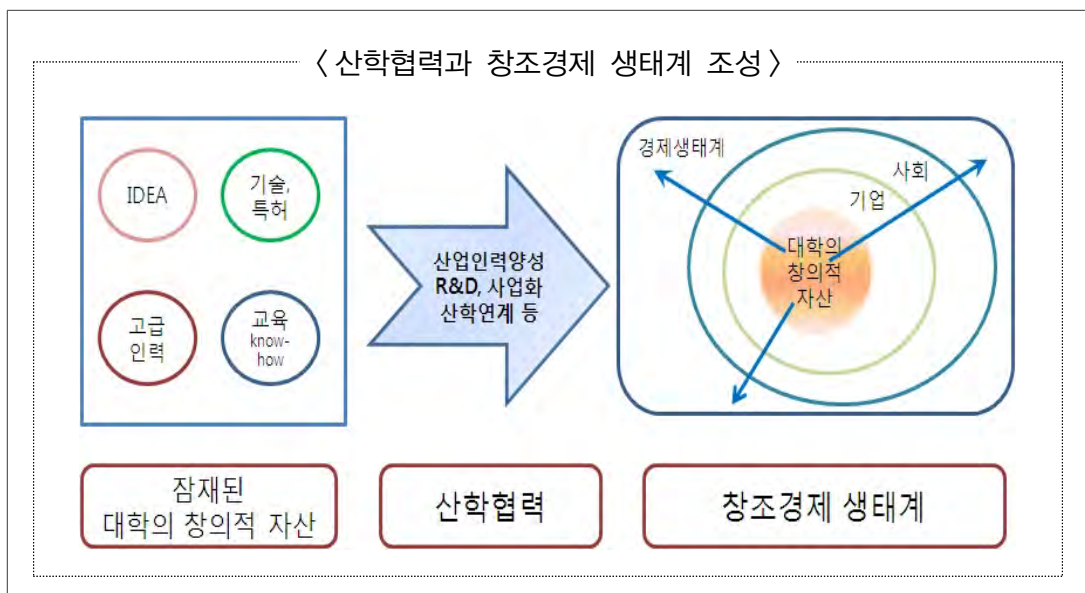 〈산학협력과 창조경제 생태계 조성〉
IDEA
기술,
특허
고급
인력
교육
know-
how
산업인력양성
R&D, 사업화
산학연계 등
경제생태계
사회
기업
대학의
창의적
자산
잠재된
대학의 창의적 자산
산학협력
창조경제 생태계